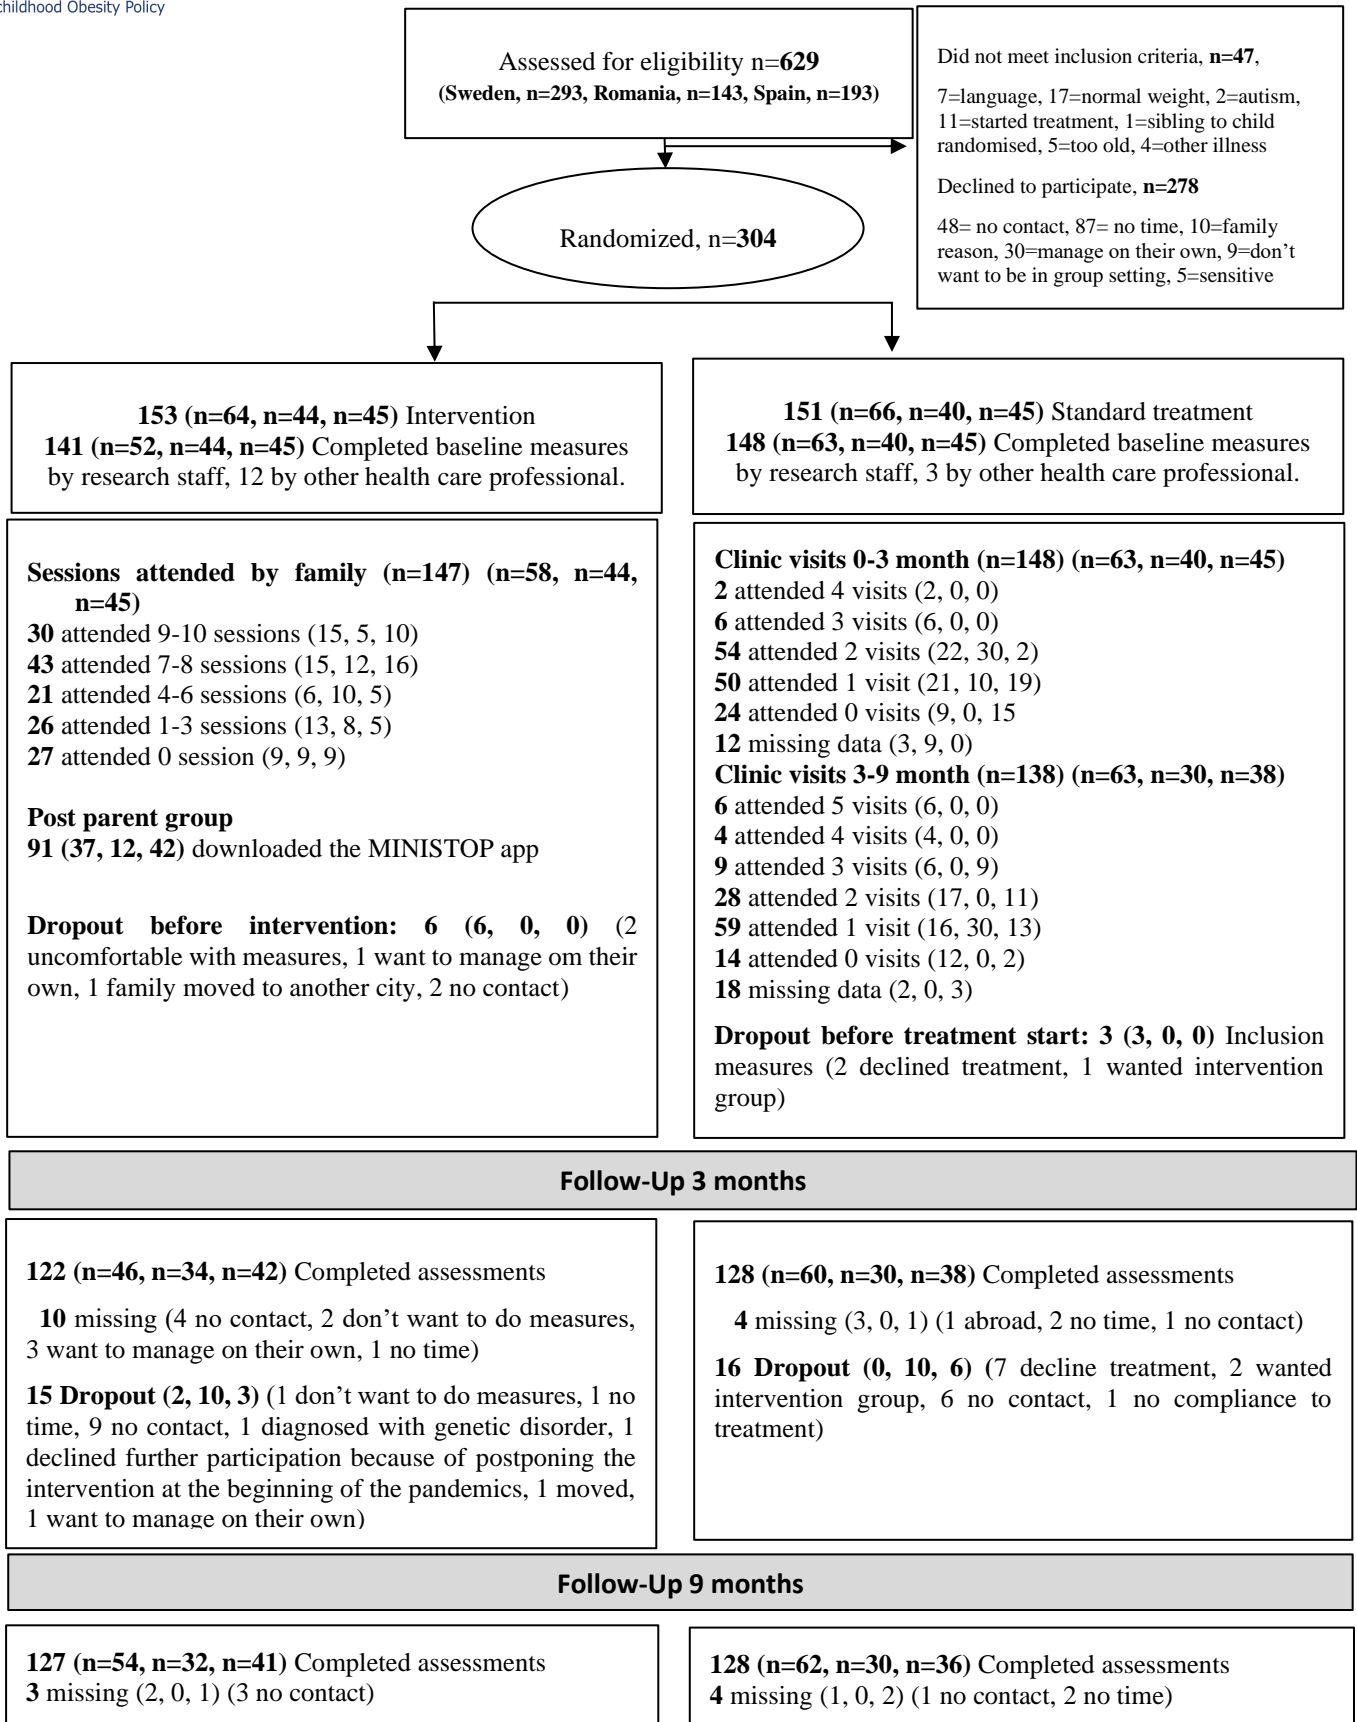 childhood Obesity Policy
Assessed for eligibility n=629
(Sweden, n=293, Romania, n=143, Spain, n=193)
Did not meet inclusion criteria, n=47,
7=language, 17=normal weight, 2=autism,
11=started treatment, 1=sibling to child
randomised, 5=too old, 4=other illness
Declined to participate, n=278
48= no contact, 87= no time, 10=family
reason, 30=manage on their own, 9=don’t
want to be in group setting, 5=sensitive
Randomized, n=304
153 (n=64, n=44, n=45) Intervention
141 (n=52, n=44, n=45) Completed baseline measures
by research staff, 12 by other health care professional.
151 (n=66, n=40, n=45) Standard treatment
148 (n=63, n=40, n=45) Completed baseline measures
by research staff, 3 by other health care professional.
Sessions attended by family (n=147) (n=58, n=44,
n=45)
30 attended 9-10 sessions (15, 5, 10)
43 attended 7-8 sessions (15, 12, 16)
21 attended 4-6 sessions (6, 10, 5)
26 attended 1-3 sessions (13, 8, 5)
27 attended 0 session (9, 9, 9)
Post parent group
91 (37, 12, 42) downloaded the MINISTOP app
Dropout before intervention: 6 (6, 0, 0) (2
uncomfortable with measures, 1 want to manage om their
own, 1 family moved to another city, 2 no contact)
Clinic visits 0-3 month (n=148) (n=63, n=40, n=45)
2 attended 4 visits (2, 0, 0)
6 attended 3 visits (6, 0, 0)
54 attended 2 visits (22, 30, 2)
50 attended 1 visit (21, 10, 19)
24 attended 0 visits (9, 0, 15
12 missing data (3, 9, 0)
Clinic visits 3-9 month (n=138) (n=63, n=30, n=38)
6 attended 5 visits (6, 0, 0)
4 attended 4 visits (4, 0, 0)
9 attended 3 visits (6, 0, 9)
28 attended 2 visits (17, 0, 11)
59 attended 1 visit (16, 30, 13)
14 attended 0 visits (12, 0, 2)
18 missing data (2, 0, 3)
Dropout before treatment start: 3 (3, 0, 0) Inclusion
measures (2 declined treatment, 1 wanted intervention
group)
Follow-Up 3 months
122 (n=46, n=34, n=42) Completed assessments
10 missing (4 no contact, 2 don’t want to do measures,
3 want to manage on their own, 1 no time)
15 Dropout (2, 10, 3) (1 don’t want to do measures, 1 no
time, 9 no contact, 1 diagnosed with genetic disorder, 1
declined further participation because of postponing the
intervention at the beginning of the pandemics, 1 moved,
1 want to manage on their own)
128 (n=60, n=30, n=38) Completed assessments
4 missing (3, 0, 1) (1 abroad, 2 no time, 1 no contact)
16 Dropout (0, 10, 6) (7 decline treatment, 2 wanted
intervention group, 6 no contact, 1 no compliance to
treatment)
Follow-Up 9 months
127 (n=54, n=32, n=41) Completed assessments
3 missing (2, 0, 1) (3 no contact)
128 (n=62, n=30, n=36) Completed assessments
4 missing (1, 0, 2) (1 no contact, 2 no time)